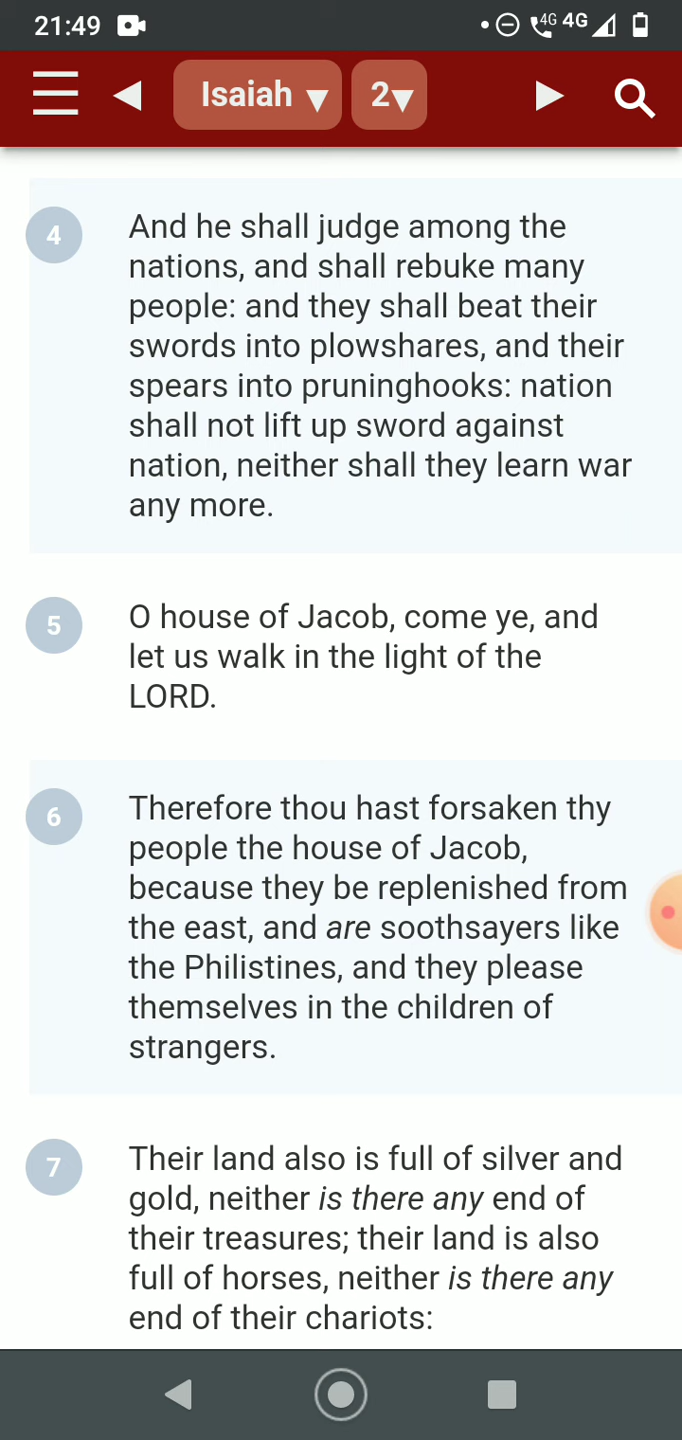 21:49 4G 4G
Isaiah 2
4 And he shall judge among the
nations, and shall rebuke many
people: and they shall beat their
swords into plowshares, and their
spears into pruninghooks: nation
shall not lift up sword against
nation, neither shall they learn war
any more.
5 O house of Jacob, come ye, and
let us walk in the light of the
LORD.
6 Therefore thou hast forsaken thy
people the house of Jacob,
because they be replenished from
the east, and are soothsayers like
the Philistines, and they please
themselves in the children of
strangers.
7 Their land also is full of silver and
gold, neither is there any end of
their treasures; their land is also
full of horses, neither is there any
end of their chariots: